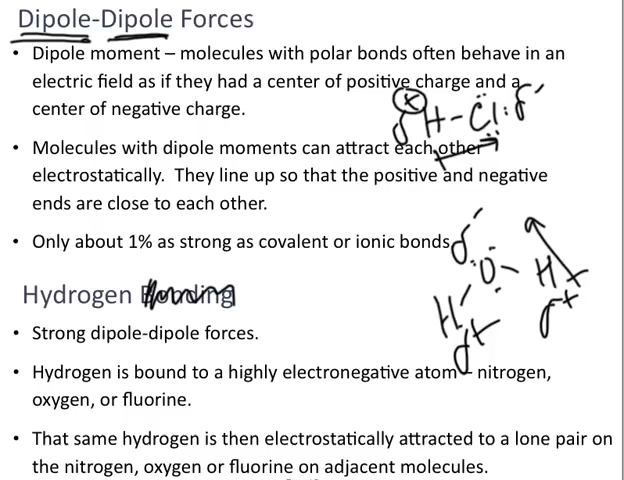 Dipole-Dipole Forces
• Dipole moment – molecules with polar bonds often behave in an
electric field as if they had a center of positive charge and a
center of negative charge.
δ+ H–Cl: δ-
• Molecules with dipole moments can attract each other
electrostatically. They line up so that the positive and negative
ends are close to each other.
• Only about 1% as strong as covalent or ionic bonds
δ-
O – H
H δ+
δ+
Hydrogen Bonding
• Strong dipole-dipole forces.
• Hydrogen is bound to a highly electronegative atom – nitrogen,
oxygen, or fluorine.
• That same hydrogen is then electrostatically attracted to a lone pair on
the nitrogen, oxygen or fluorine on adjacent molecules.